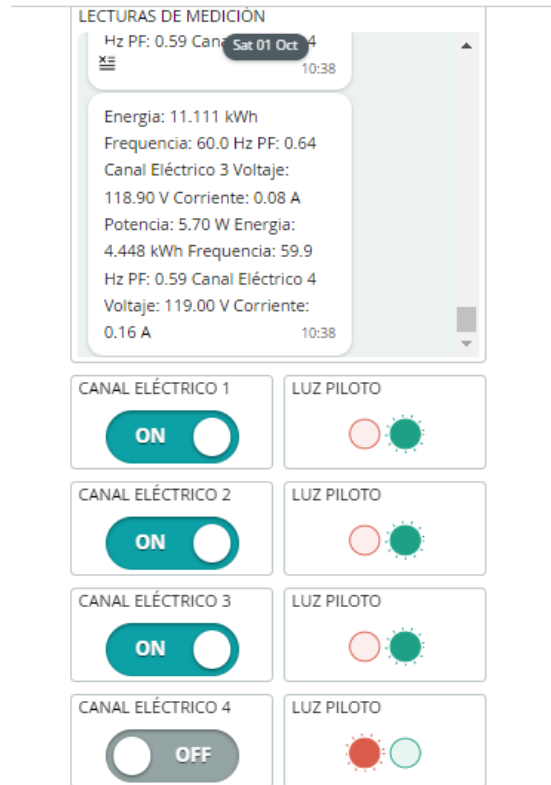 LECTURAS DE MEDICIÓN
Hz PF: 0.59 Cana
4
Sat 01 Oct
10:38
Energia: 11.111 kWh
Frequencia: 60.0 Hz PF: 0.64
Canal Eléctrico 3 Voltaje:
118.90 V Corriente: 0.08 A
Potencia: 5.70 W Energia:
4.448 kWh Frequencia: 59.9
Hz PF: 0.59 Canal Eléctrico 4
Voltaje: 119.00 V Corriente:
0.16 A
10:38
CANAL ELÉCTRICO 1
LUZ PILOTO
ON
CANAL ELÉCTRICO 2
LUZ PILOTO
ON
CANAL ELÉCTRICO 3
LUZ PILOTO
ON
CANAL ELÉCTRICO 4
LUZ PILOTO
OFF